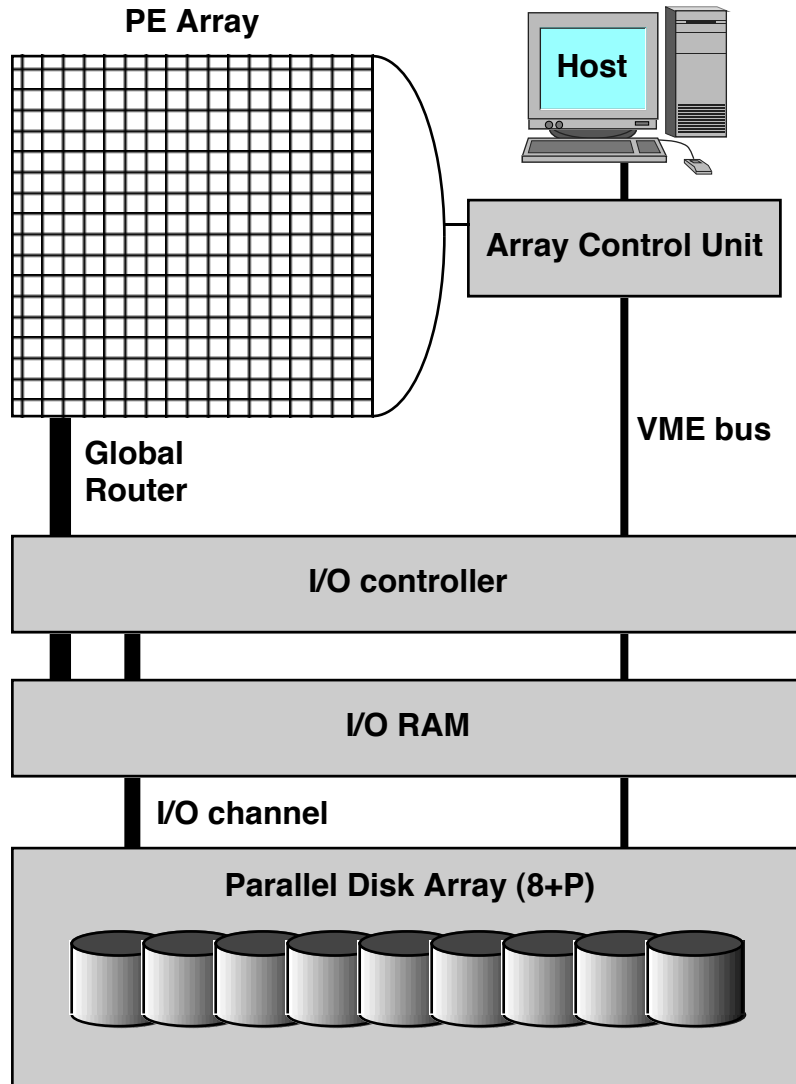 PE Array
Host
Array Control Unit
VME bus
Global
Router
I/O controller
I/O RAM
I/O channel
Parallel Disk Array (8+P)